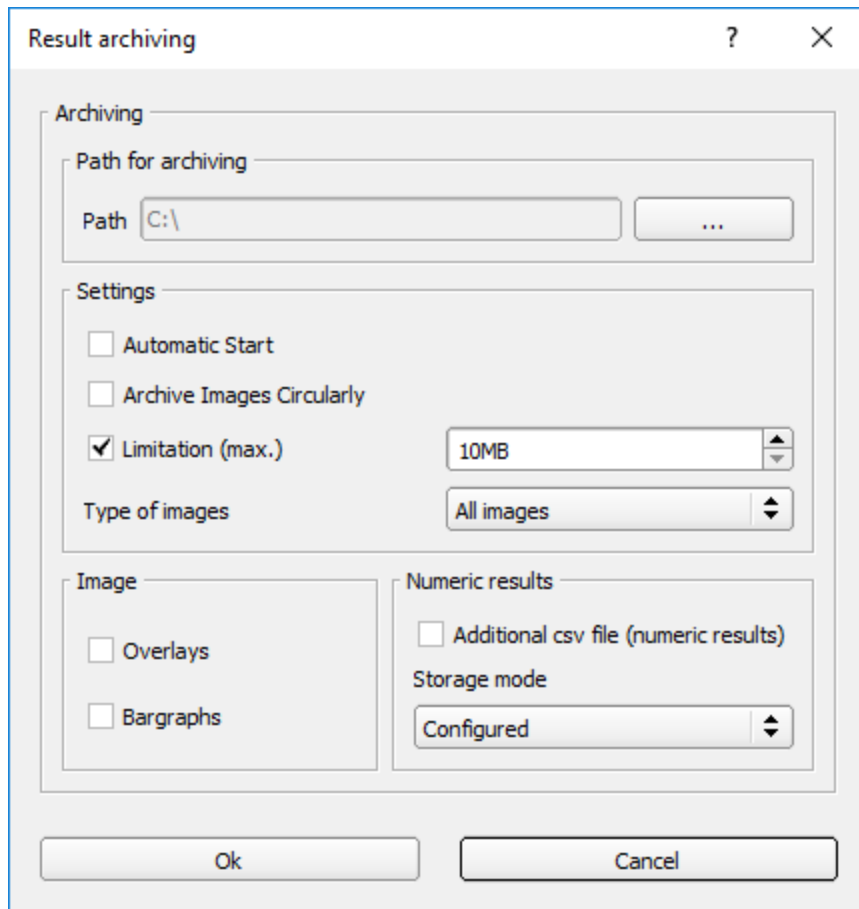 Result archiving
?
Archiving
Path for archiving
Path C:\ ...
Settings
Automatic Start
Archive Images Circularly
Limitation (max.) 10MB
Type of images All images
Image
Overlays
Bargraphs
Numeric results
Additional csv file (numeric results)
Storage mode
Configured
Ok Cancel